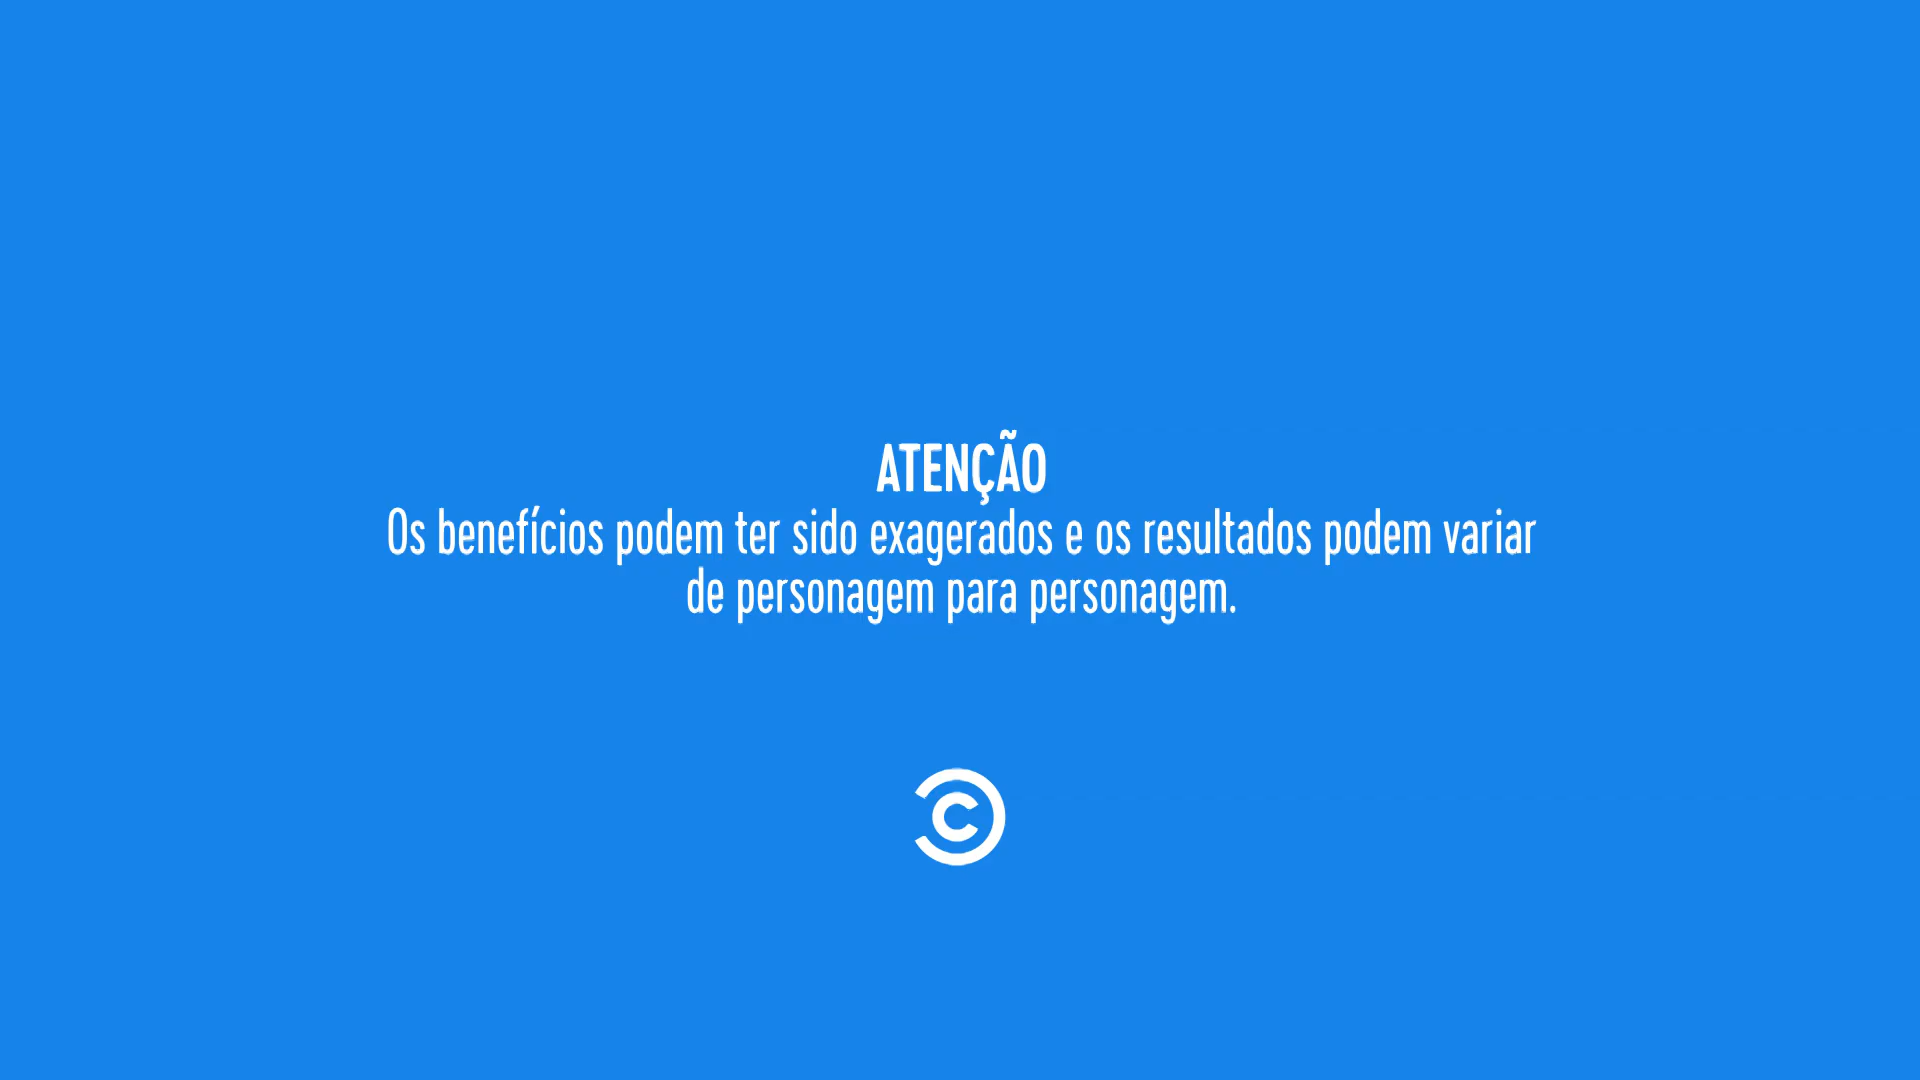 ATENÇÃO
Os benefícios podem ter sido exagerados e os resultados podem variar
de personagem para personagem.